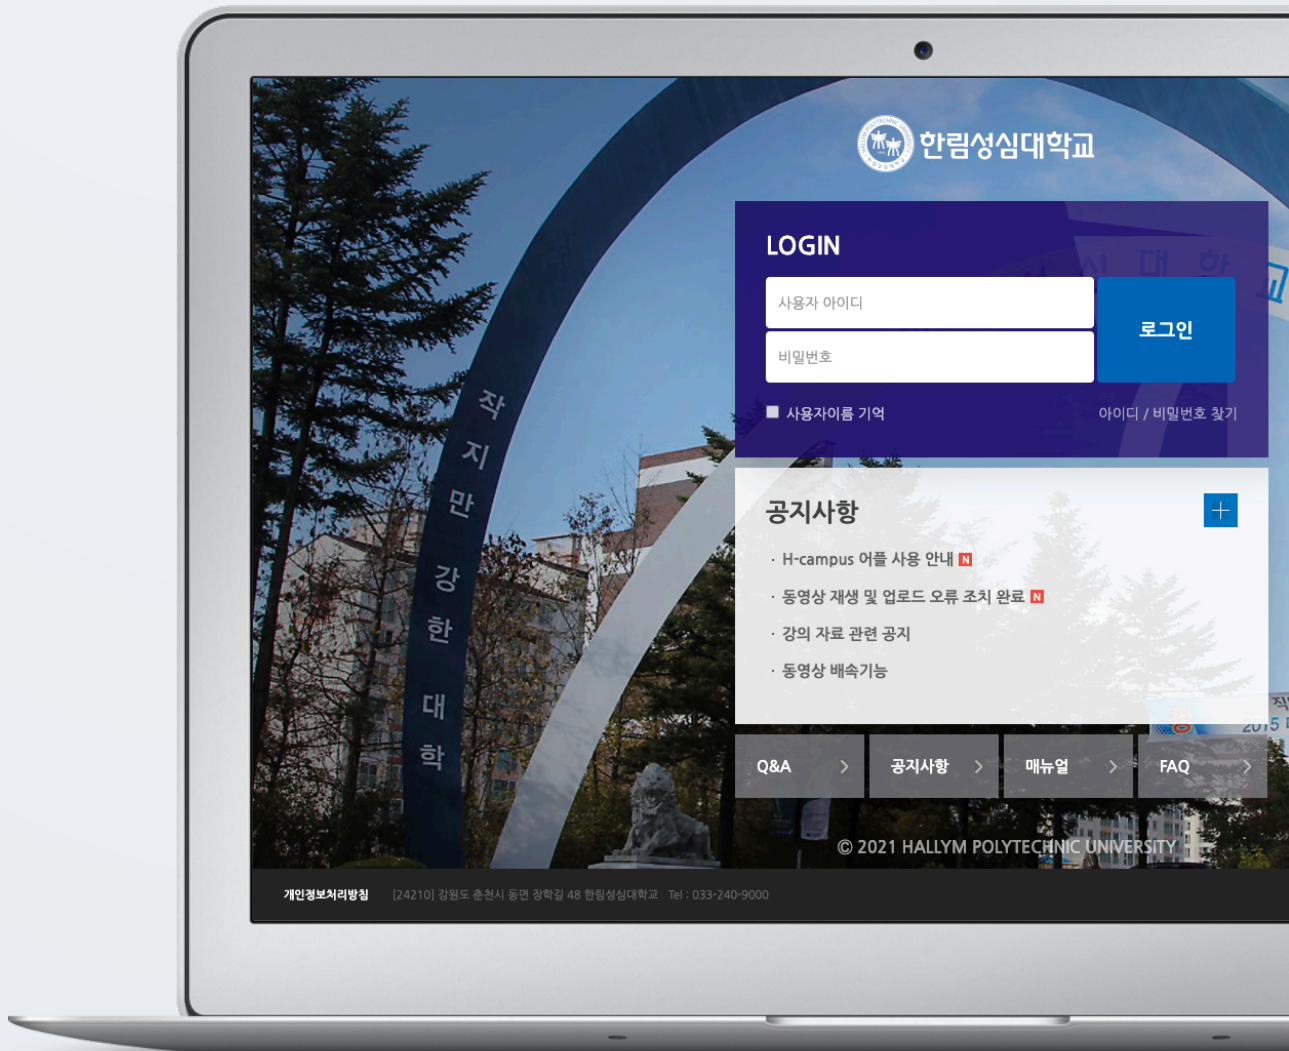 한림성심대학교
LOGIN
사용자 아이디
비밀번호
로그인
사용자이름 기억
아이디 / 비밀번호 찾기
작지만 강한 대학
공지사항
· H-campus 어플 사용 안내 N
· 동영상 재생 및 업로드 오류 조치 완료 N
· 강의 자료 관련 공지
· 동영상 배속기능
2015
Q&A
공지사항
매뉴얼
FAQ
© 2021 HALLYM POLYTECHNIC UNIVERSITY
개인정보처리방침 [24210] 강원도 춘천시 동면 장학길 48 한림성심대학교 Tel : 033-240-9000